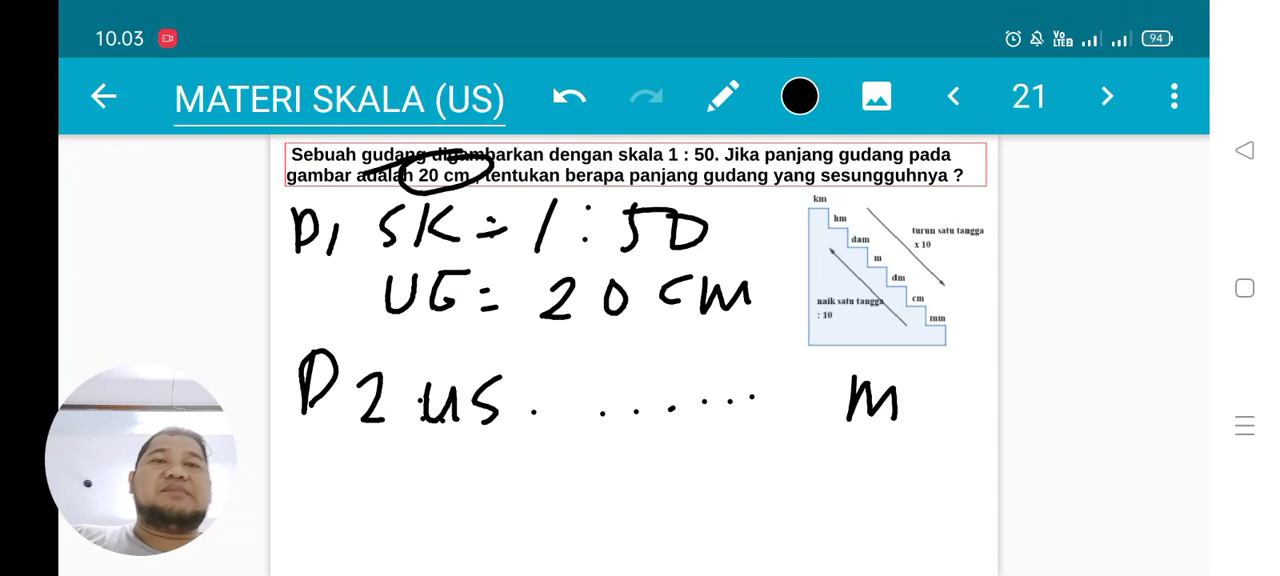 10.03
Vo
LTE2
94
MATERI SKALA (US)
21
Sebuah gudang digambarkan dengan skala 1 : 50. Jika panjang gudang pada
gambar adalah 20 cm, tentukan berapa panjang gudang yang sesungguhnya ?
D1 SK = 1 : 50
UG = 20 CM
D2 US . . . . . . . . m
km
hm
dam
m
dm
cm
mm
turun satu tangga
x 10
naik satu tangga
: 10